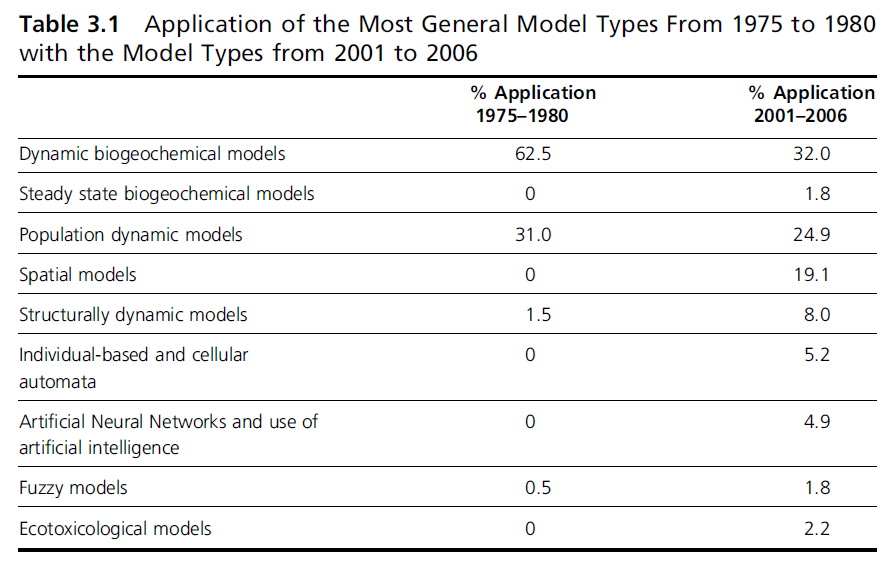 Table 3.1 Application of the Most General Model Types From 1975 to 1980
with the Model Types from 2001 to 2006
% Application % Application
1975–1980 2001–2006
Dynamic biogeochemical models 62.5 32.0
Steady state biogeochemical models 0 1.8
Population dynamic models 31.0 24.9
Spatial models 0 19.1
Structurally dynamic models 1.5 8.0
Individual-based and cellular 0 5.2
automata
Artificial Neural Networks and use of 0 4.9
artificial intelligence
Fuzzy models 0.5 1.8
Ecotoxicological models 0 2.2